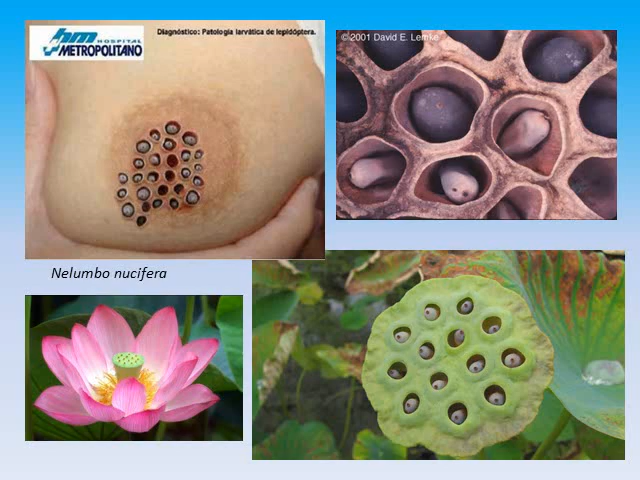 hm HOSPITAL
METROPOLITANO
Diagnóstico: Patología larvática de lepidóptera.
© 2001 David E. Lemke
Nelumbo nucifera